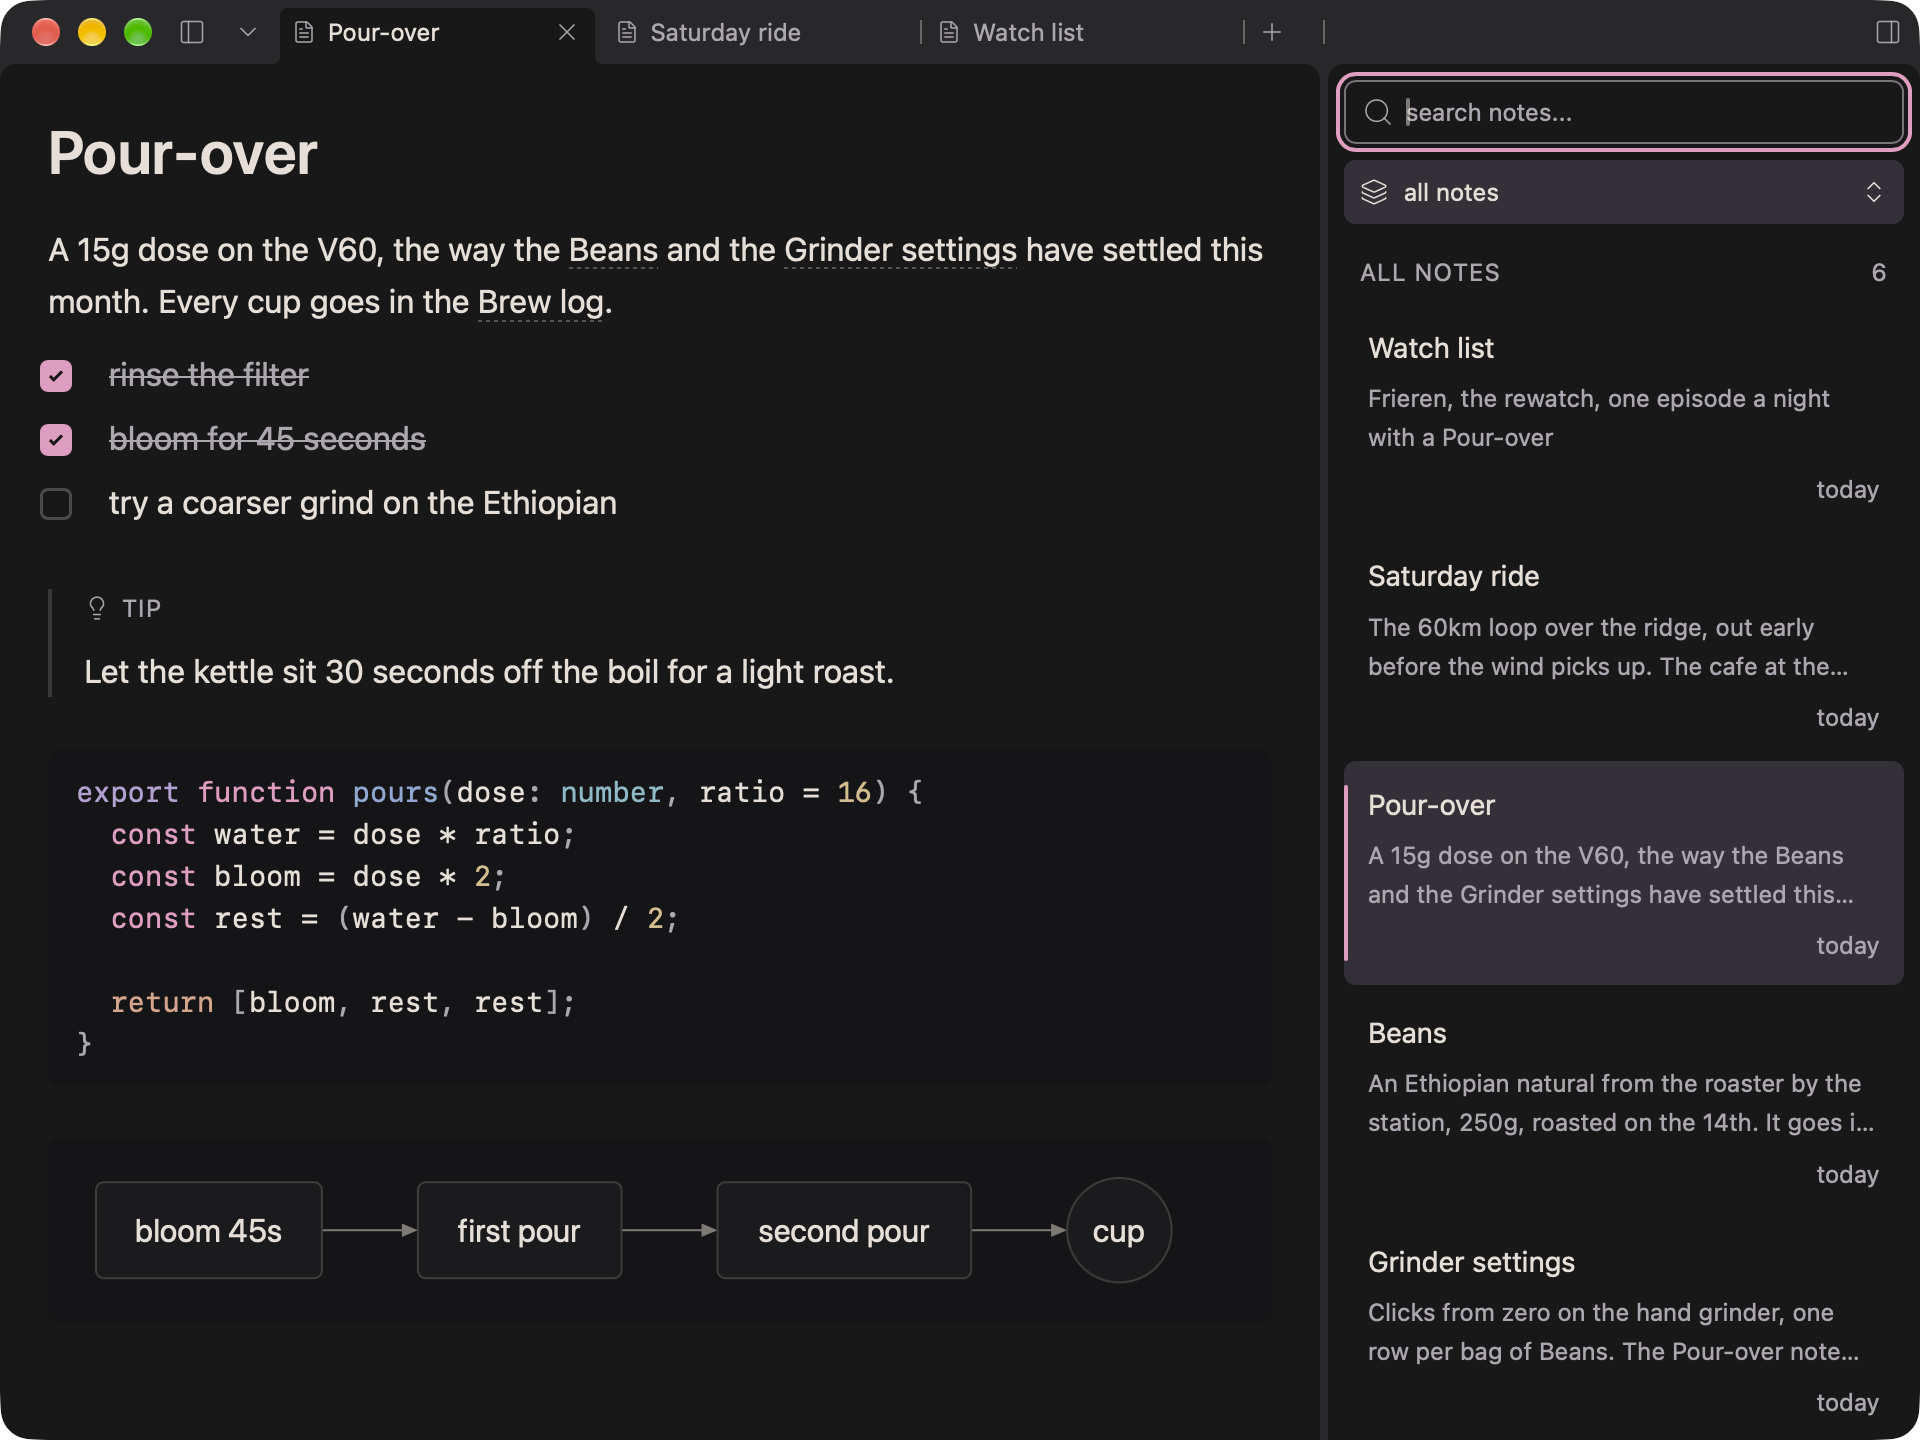 Pour-over
Saturday ride
Watch list
Pour-over
A 15g dose on the V60, the way the Beans and the Grinder settings have settled this
month. Every cup goes in the Brew log.
rinse the filter
bloom for 45 seconds
try a coarser grind on the Ethiopian
TIP
Let the kettle sit 30 seconds off the boil for a light roast.
export function pours(dose: number, ratio = 16) {
  const water = dose * ratio;
  const bloom = dose * 2;
  const rest = (water - bloom) / 2;
  return [bloom, rest, rest];
}
bloom 45s
first pour
second pour
cup
search notes...
all notes
ALL NOTES 6
Watch list
Frieren, the rewatch, one episode a night
with a Pour-over
today
Saturday ride
The 60km loop over the ridge, out early
before the wind picks up. The cafe at the...
today
Pour-over
A 15g dose on the V60, the way the Beans
and the Grinder settings have settled this...
today
Beans
An Ethiopian natural from the roaster by the
station, 250g, roasted on the 14th. It goes i...
today
Grinder settings
Clicks from zero on the hand grinder, one
row per bag of Beans. The Pour-over note...
today